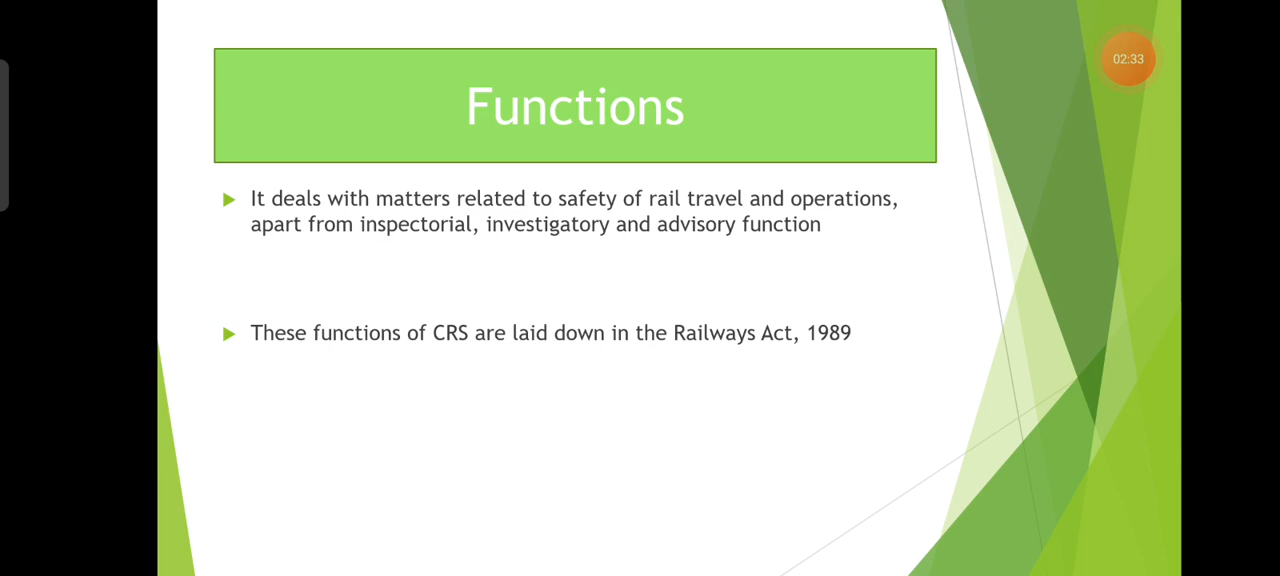 Functions
02:33
It deals with matters related to safety of rail travel and operations,
apart from inspectorial, investigatory and advisory function
These functions of CRS are laid down in the Railways Act, 1989